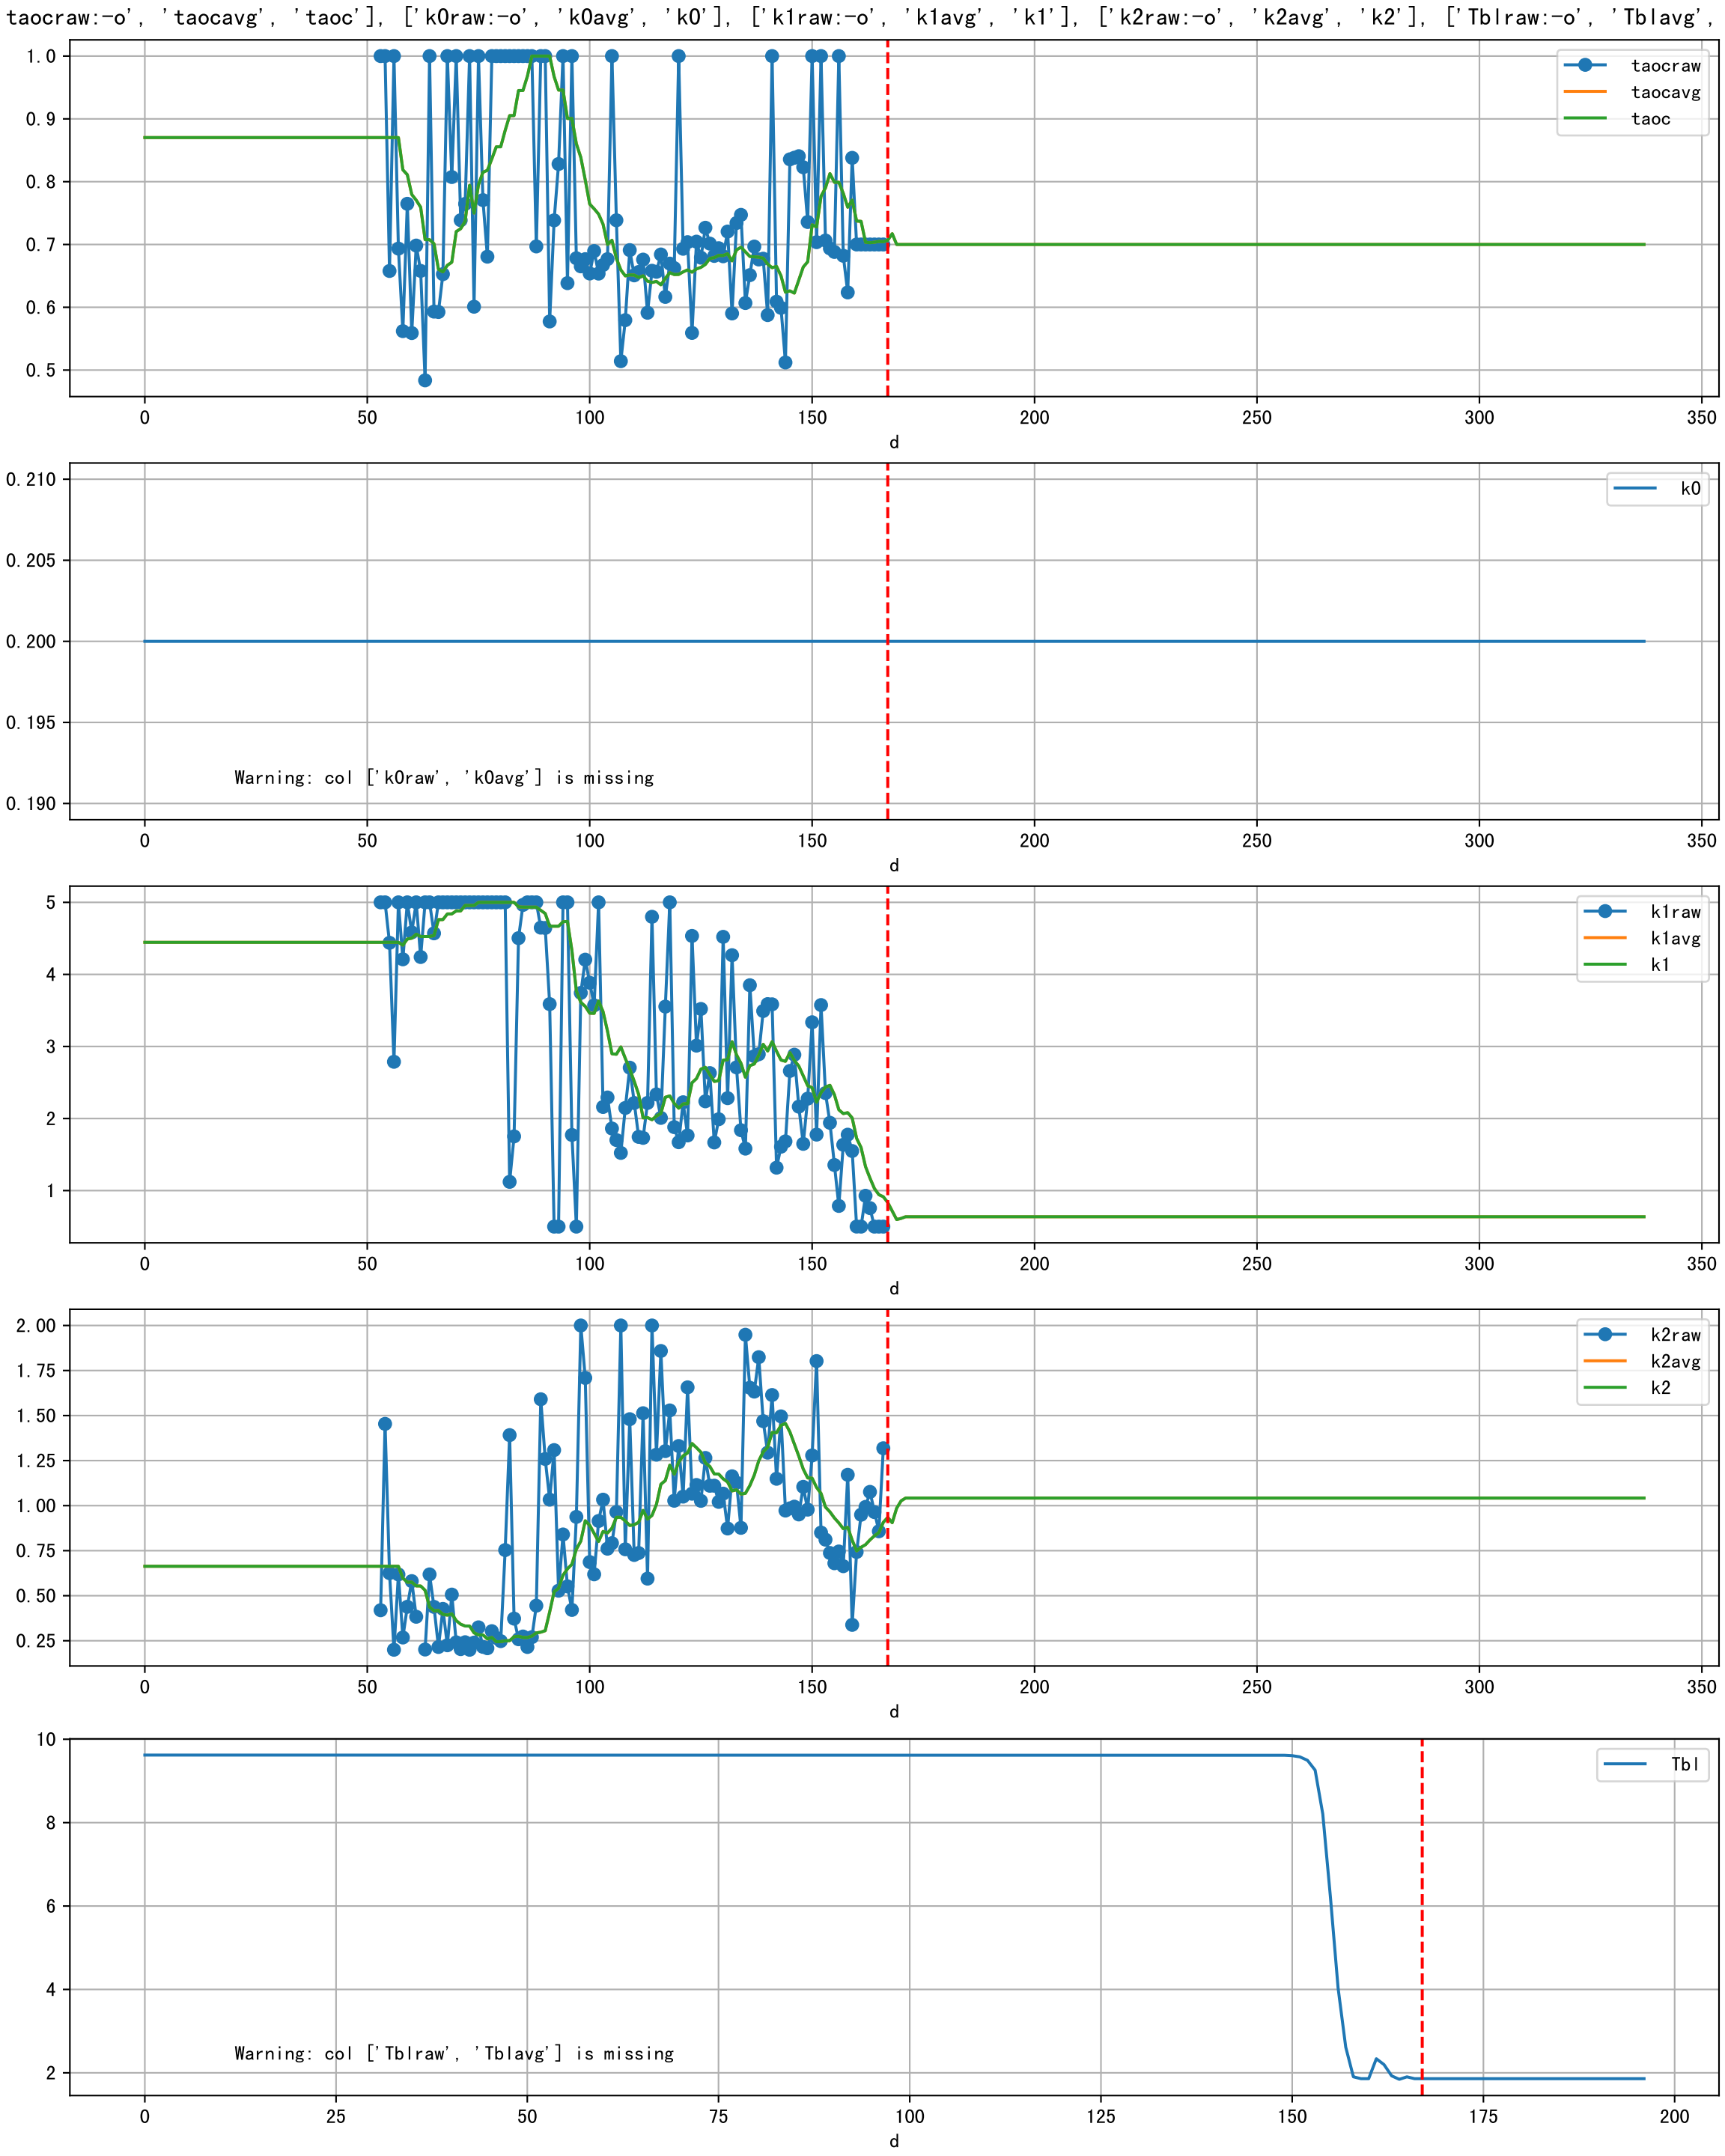 taocraw:-o', 'taocavg', 'taoc'], ['k0raw:-o', 'k0avg', 'k0'], ['k1raw:-o', 'k1avg', 'k1'], ['k2raw:-o', 'k2avg', 'k2'], ['Tblraw:-o', 'Tblavg',
1.0
0.9
0.8
0.7
0.6
0.5
taocraw
taocavg
taoc
0 50 100 150 200 250 300 350
d
0.210
0.205
0.200
0.195
0.190
k0
Warning: col ['k0raw', 'k0avg'] is missing
0 50 100 150 200 250 300 350
d
5
4
3
2
1
k1raw
k1avg
k1
0 50 100 150 200 250 300 350
d
2.00
1.75
1.50
1.25
1.00
0.75
0.50
0.25
k2raw
k2avg
k2
0 50 100 150 200 250 300 350
d
10
8
6
4
2
Tbl
Warning: col ['Tblraw', 'Tblavg'] is missing
0 25 50 75 100 125 150 175 200
d